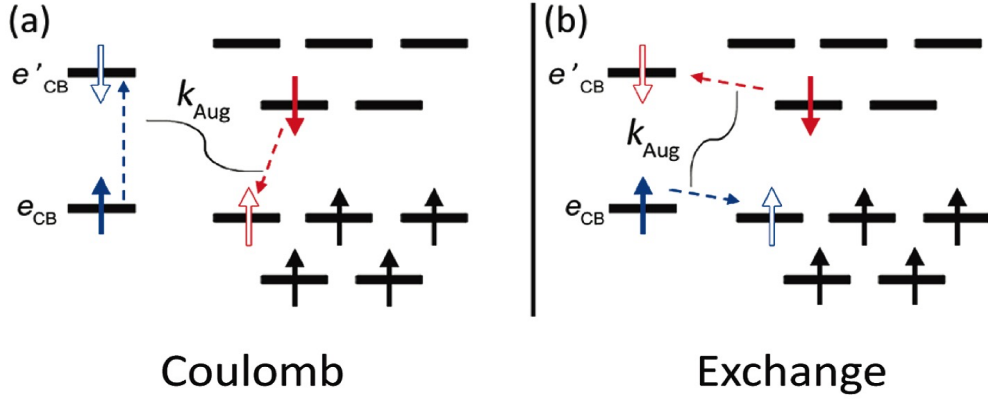 (a)
(b)
e'CB
kAug
e'CB
kAug
eCB
eCB
Coulomb
Exchange